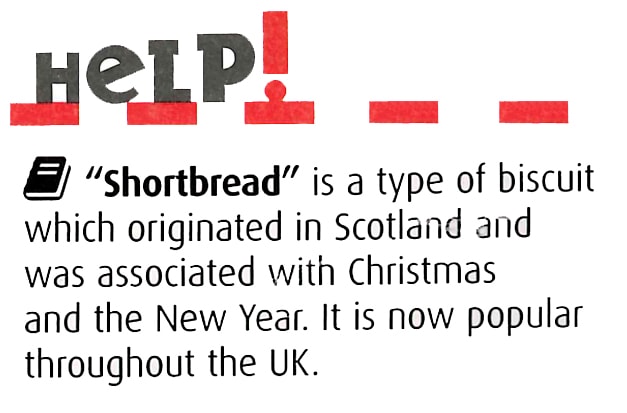 HeLP!
“Shortbread” is a type of biscuit
which originated in Scotland and
was associated with Christmas
and the New Year. It is now popular
throughout the UK.